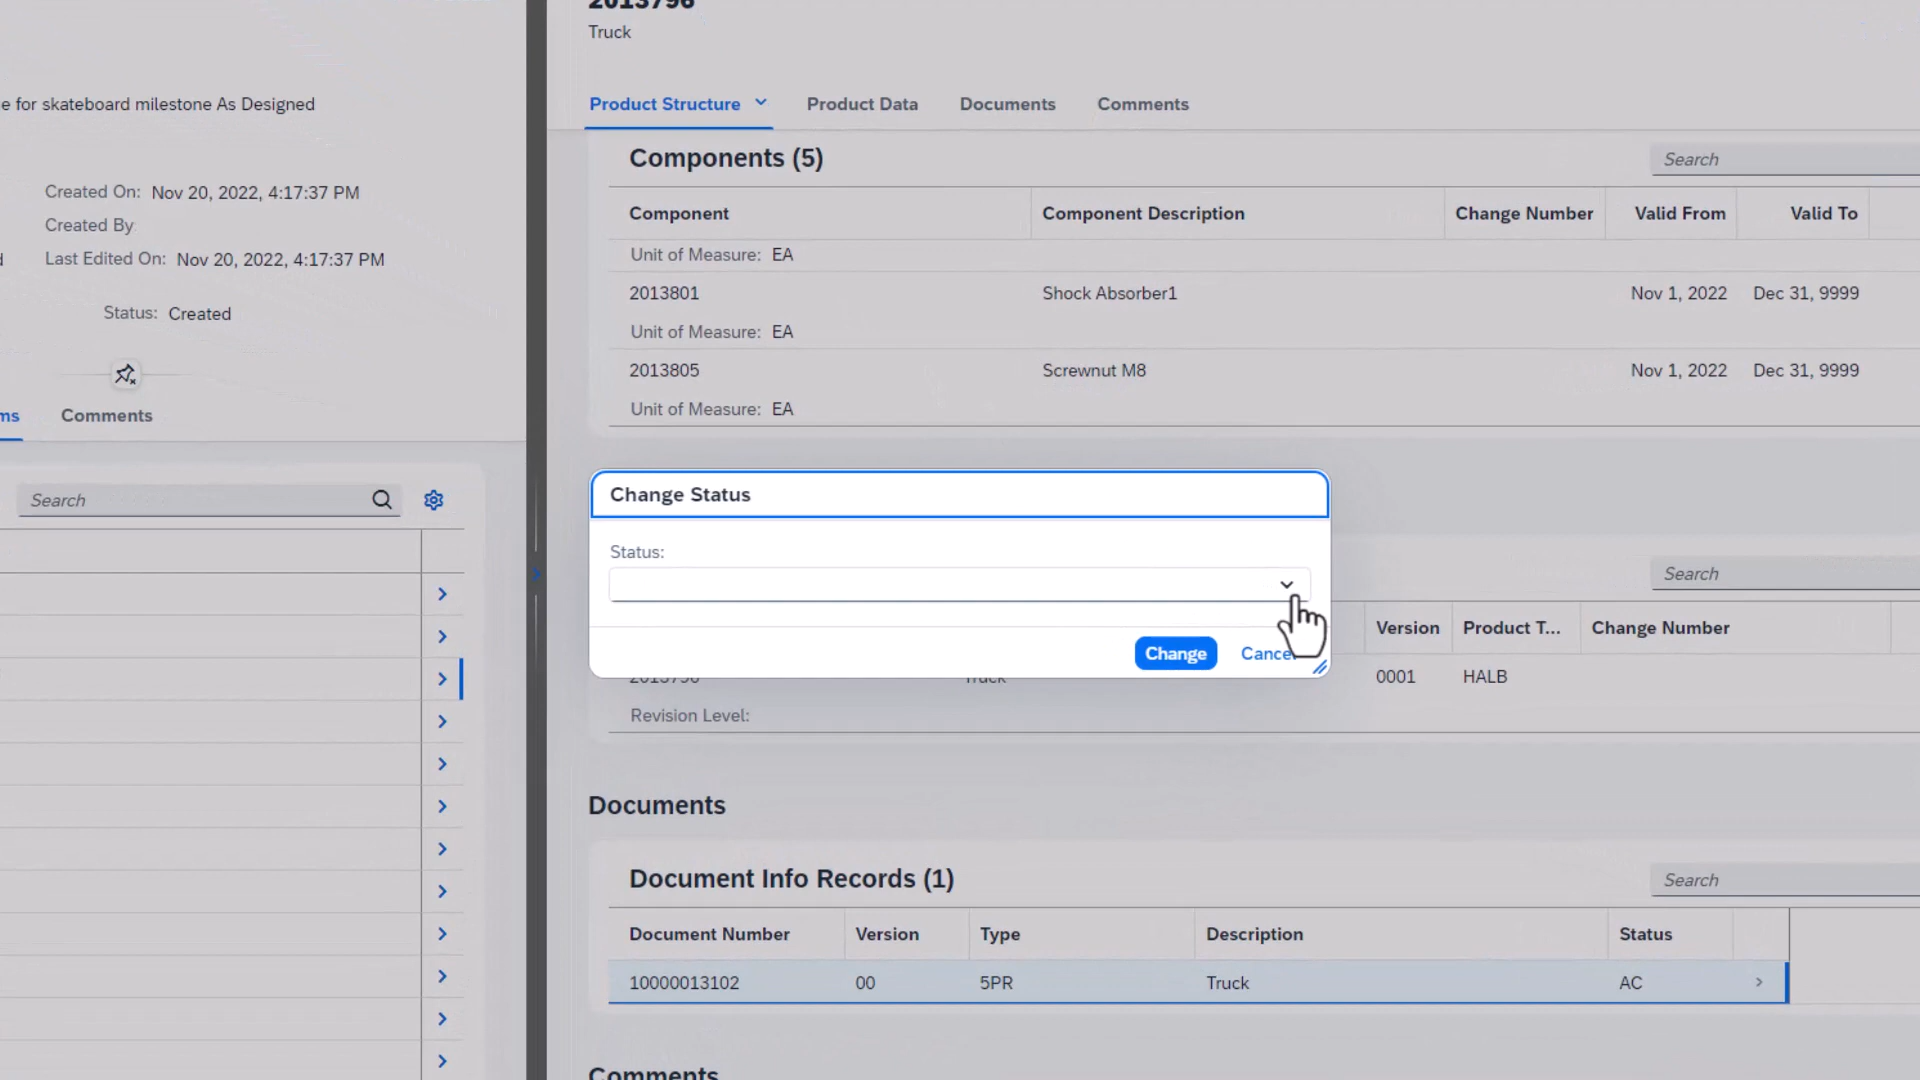 e for skateboard milestone As Designed
Created On: Nov 20, 2022, 4:17:37 PM
Created By
Last Edited On: Nov 20, 2022, 4:17:37 PM
Status: Created
Comments
Search
2013796
Truck
Product Structure
Product Data
Documents
Comments
Components (5)
Search
Component
Component Description
Change Number
Valid From
Valid To
Unit of Measure: EA
2013801
Shock Absorber1
Nov 1, 2022
Dec 31, 9999
Unit of Measure: EA
2013805
Screwnut M8
Nov 1, 2022
Dec 31, 9999
Unit of Measure: EA
Change Status
Status:
Change
Cancel
Search
Version
Product T...
Change Number
2013796
Truck
0001
HALB
Revision Level:
Documents
Document Info Records (1)
Search
Document Number
Version
Type
Description
Status
10000013102
00
5PR
Truck
AC
Comments